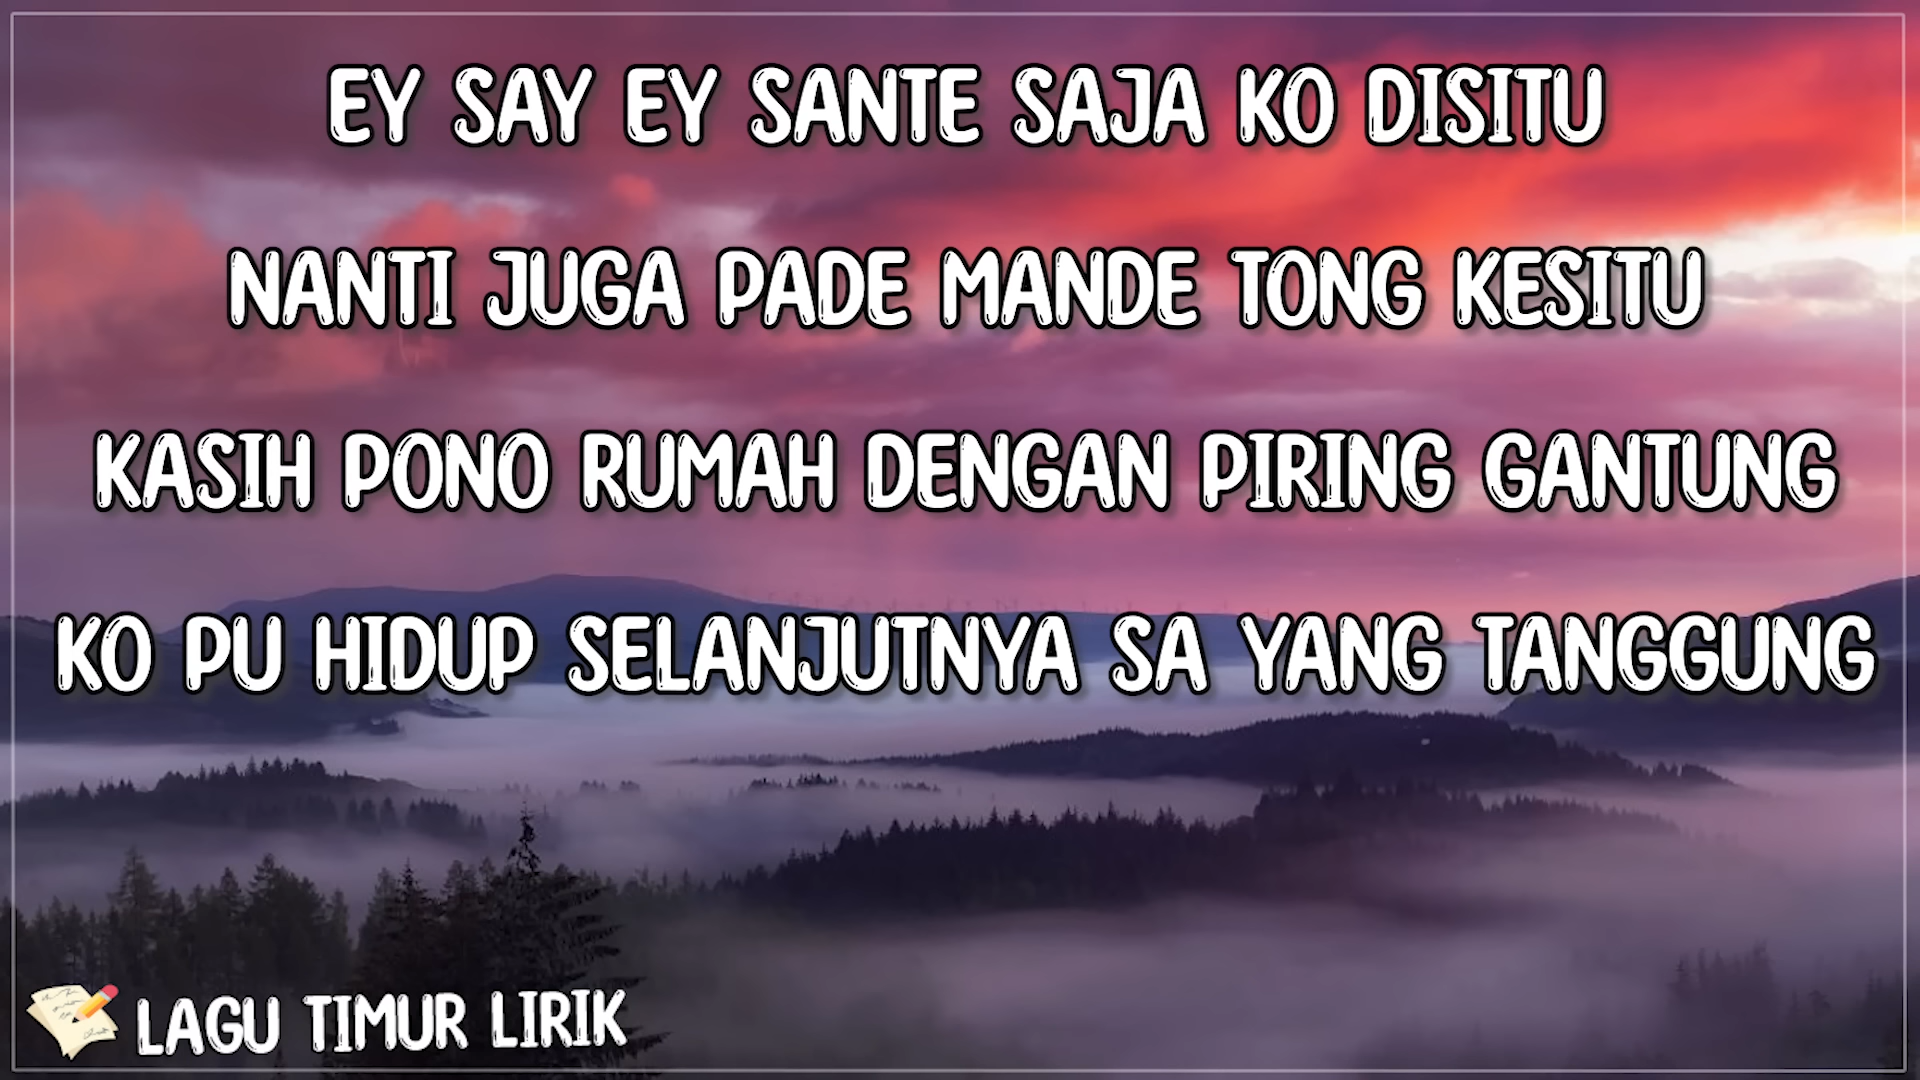 EY SAY EY SANTE SAJA KO DISITU
NANTI JUGA PADE MANDE TONG KESITU
KASIH PONO RUMAH DENGAN PIRING GANTUNG
KO PU HIDUP SELANJUTNYA SA YANG TANGGUNG
LAGU TIMUR LIRIK